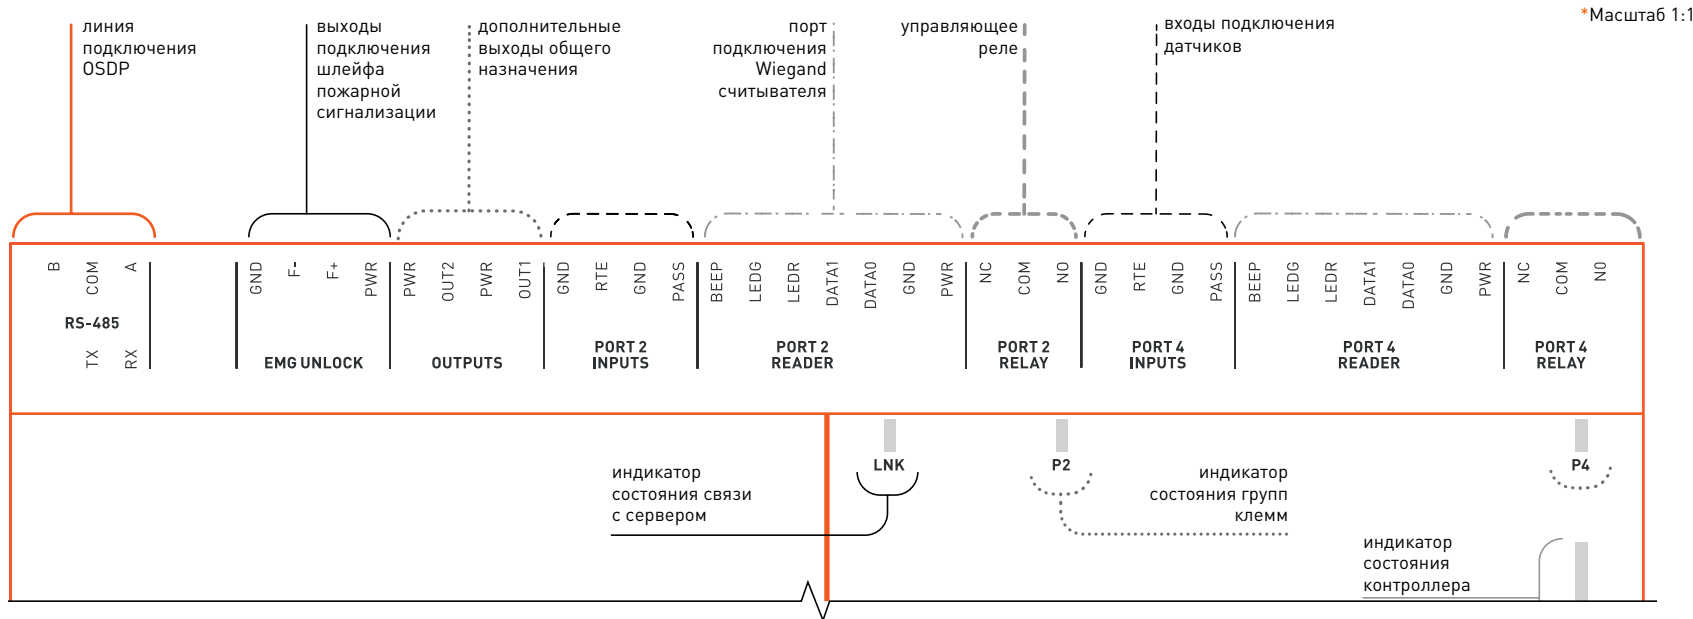 *Масштаб 1:1
линия
подключения
OSDP
выходы
подключения
шлейфа
пожарной
сигнализации
дополнительные
выходы общего
назначения
порт
подключения
Wiegand
считывателя
управляющее
реле
входы подключения
датчиков
B COM A
RS-485
TX RX
GND F- F+ PWR
EMG UNLOCK
PWR OUT2 PWR OUT1
OUTPUTS
GND RTE GND PASS
PORT 2
INPUTS
BEEP LEDG LEDR DATA1 DATA0 GND PWR
PORT 2
READER
NC COM NO
PORT 2
RELAY
GND RTE GND PASS
PORT 4
INPUTS
BEEP LEDG LEDR DATA1 DATA0 GND PWR
PORT 4
READER
NC COM NO
PORT 4
RELAY
LNK
P2
P4
индикатор
состояния связи
с сервером
индикатор
состояния групп
клемм
индикатор
состояния
контроллера